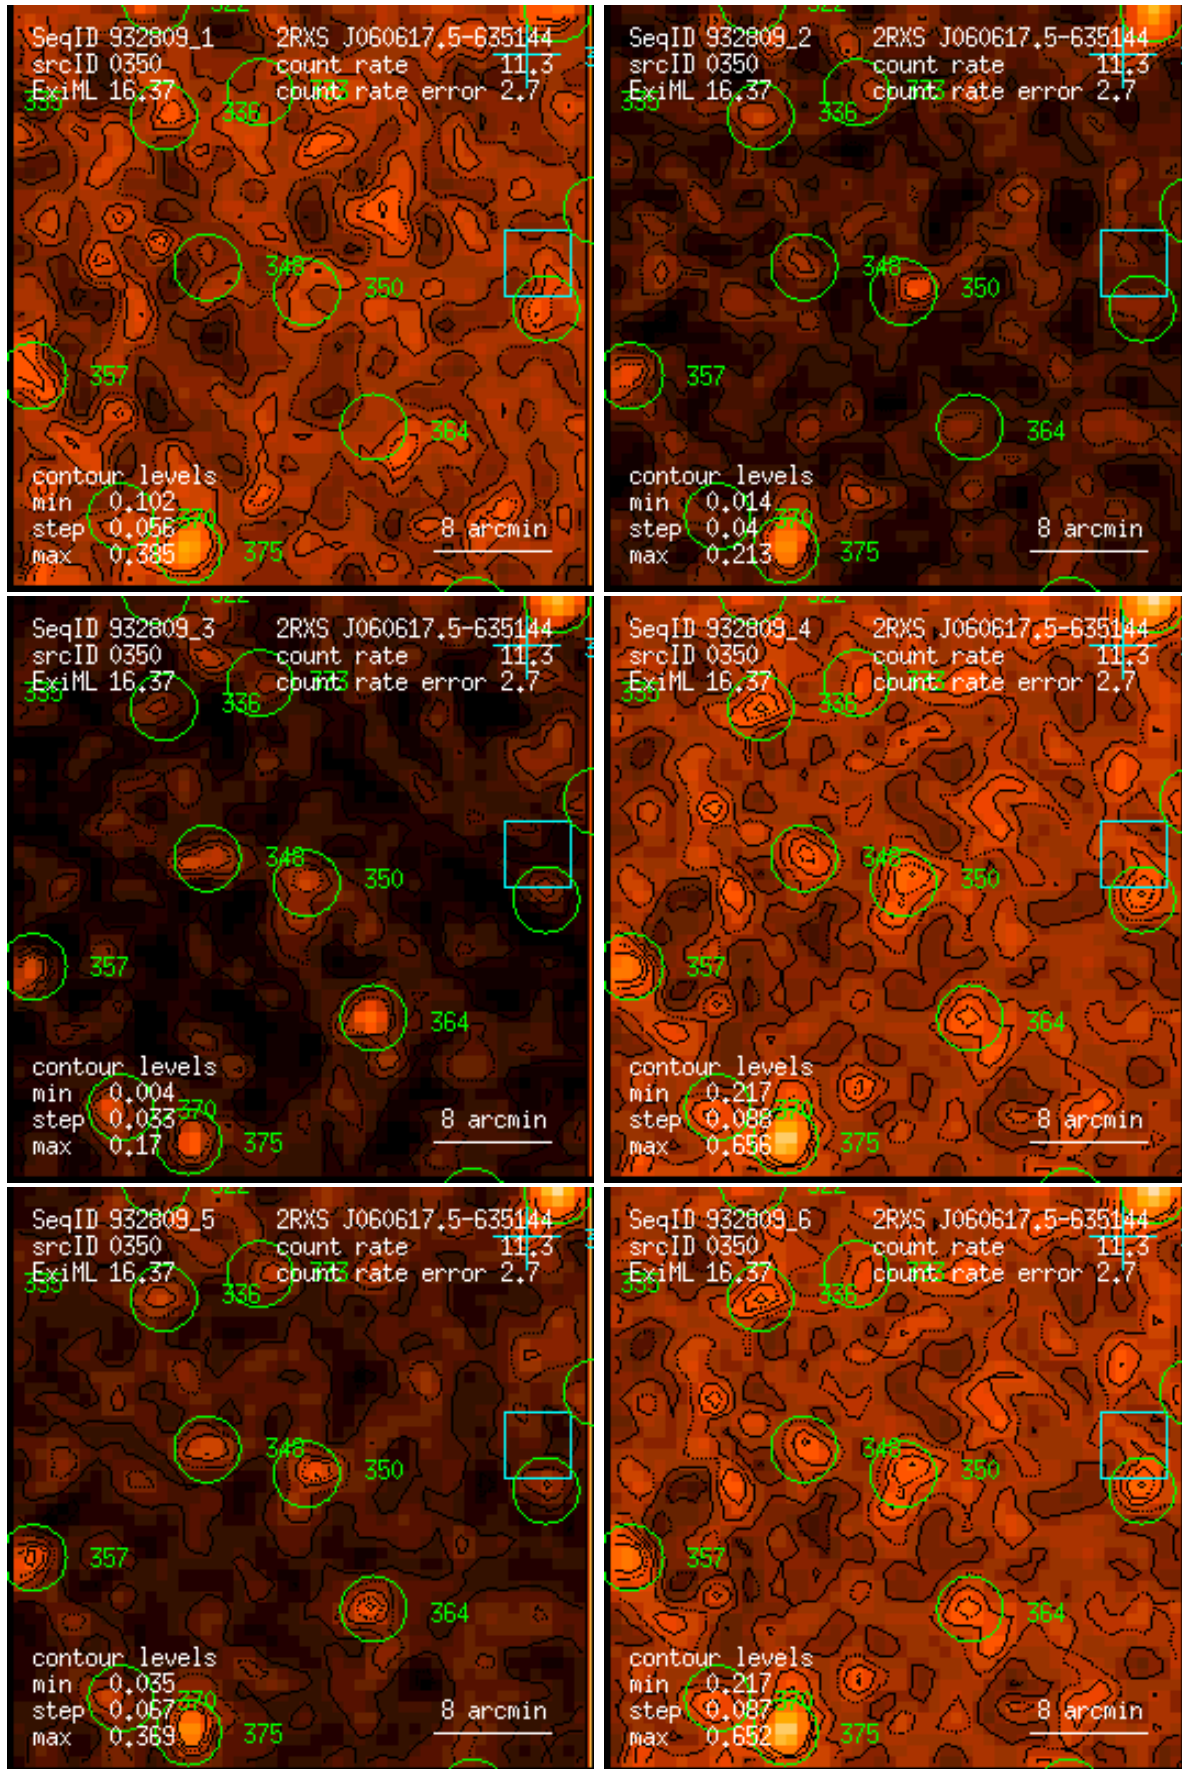 322
SeqID 932809_1 2RXS J060617.5-635144
srcID 0350 count rate 11.3
ExiML 16.37 count rate error 2.7
336
348
350
357
364
contour levels
min 0.102
step 0.056 370 8 arcmin
max 0.385 375
322
SeqID 932809_2 2RXS J060617.5-635144
srcID 0350 count rate 11.3
ExiML 16.37 count rate error 2.7
336
348
350
357
364
contour levels
min 0.014
step 0.04 370 8 arcmin
max 0.213 375
322
SeqID 932809_3 2RXS J060617.5-635144
srcID 0350 count rate 11.3
ExiML 16.37 count rate error 2.7
336
348
350
357
364
contour levels
min 0.004
step 0.033 370 8 arcmin
max 0.17 375
SeqID 932809_4 2RXS J060617.5-635144
srcID 0350 count rate 11.3
ExiML 16.37 count rate error 2.7
336
348
350
357
364
contour levels
min 0.217
step 370 8 arcmin
max 0.656 375
322
SeqID 932809_5 2RXS J060617.5-635144
srcID 0350 count rate 11.3
ExiML 16.37 count rate error 2.7
336
348
350
357
364
contour levels
min 0.035
step 0.067 370 8 arcmin
max 0.369 375
SeqID 932809_6 2RXS J060617.5-635144
srcID 0350 count rate 11.3
ExiML 16.37 count rate error 2.7
336
348
350
357
364
contour levels
min 0.217
step 0.087 370 8 arcmin
max 0.652 375